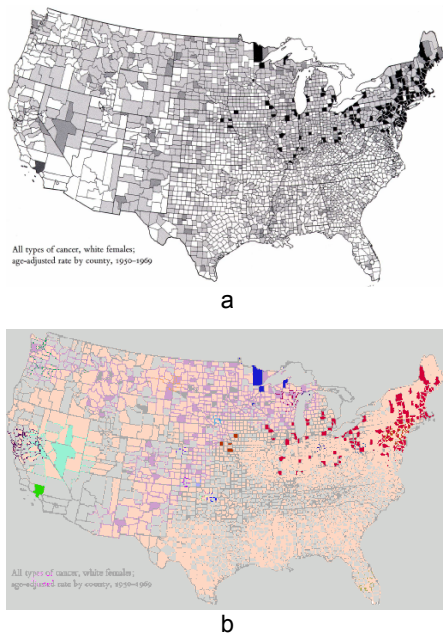 All types of cancer, white females;
age-adjusted rate by county, 1950–1969
a
All types of cancer, white females;
age-adjusted rate by county, 1950–1969
b